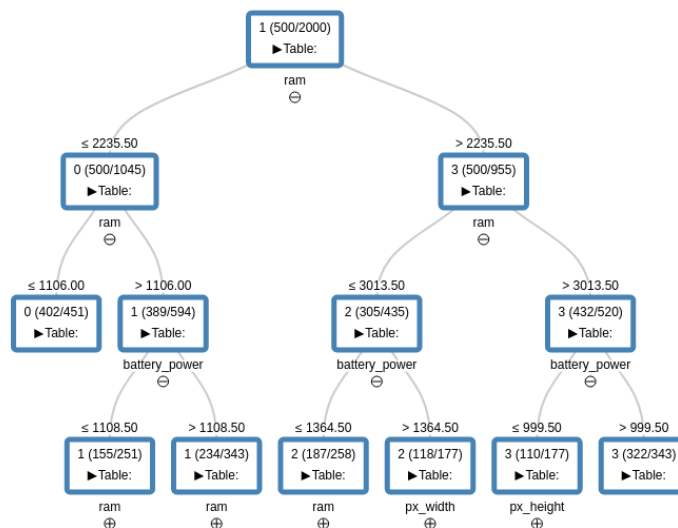 1 (500/2000)
▶Table:
ram
≤ 2235.50
> 2235.50
0 (500/1045)
▶Table:
3 (500/955)
▶Table:
ram
ram
≤ 1106.00
> 1106.00
≤ 3013.50
> 3013.50
0 (402/451)
▶Table:
1 (389/594)
▶Table:
2 (305/435)
▶Table:
3 (432/520)
▶Table:
battery_power
battery_power
battery_power
≤ 1108.50
> 1108.50
≤ 1364.50
> 1364.50
≤ 999.50
> 999.50
1 (155/251)
▶Table:
1 (234/343)
▶Table:
2 (187/258)
▶Table:
2 (118/177)
▶Table:
3 (110/177)
▶Table:
3 (322/343)
▶Table:
ram
ram
ram
px_width
px_height